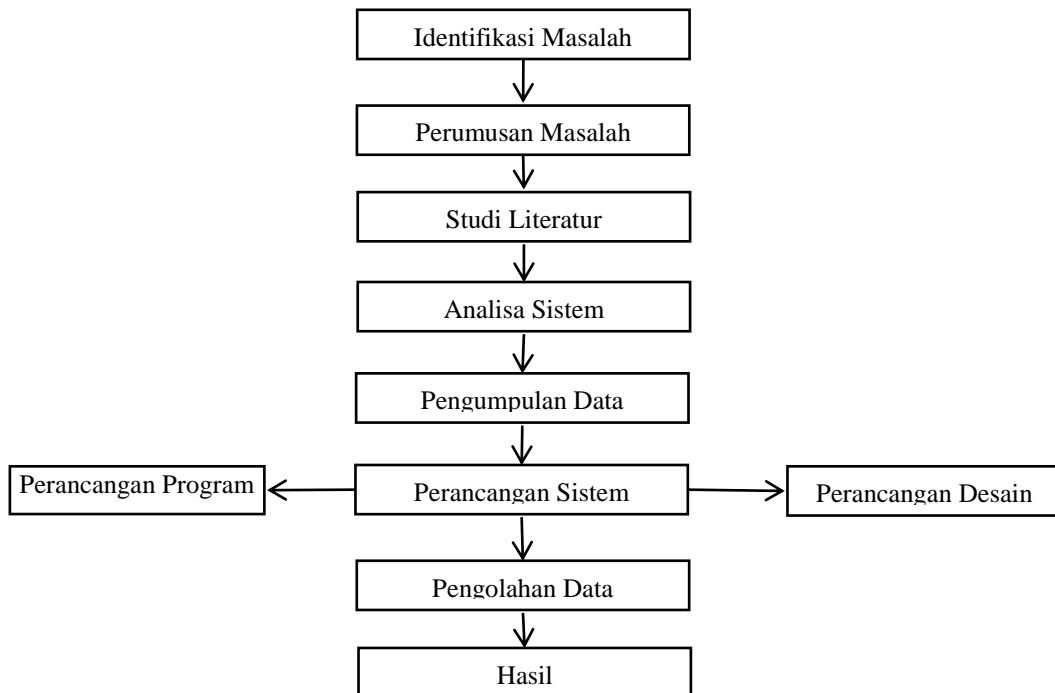 Identifikasi Masalah
Perumusan Masalah
Studi Literatur
Analisa Sistem
Pengumpulan Data
Perancangan Program
Perancangan Sistem
Perancangan Desain
Pengolahan Data
Hasil